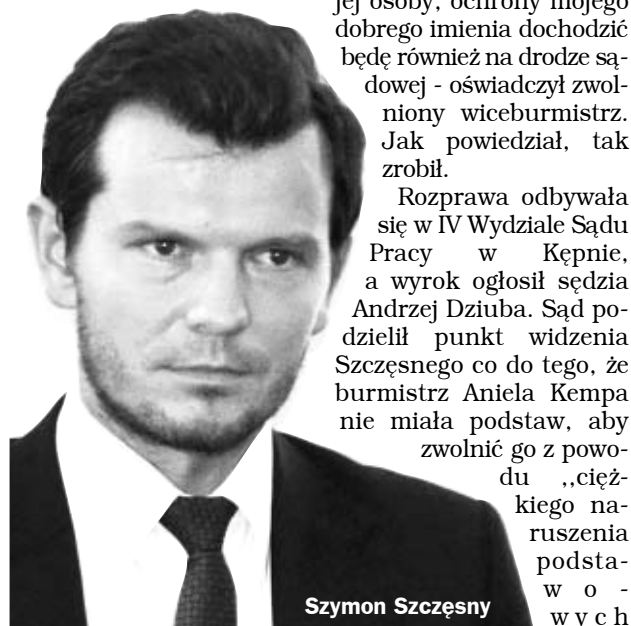 jej osoby, ochrony mojego
dobrego imienia dochodzić
będę również na drodze są-
dowej - oświadczył zwol-
niony wiceburmistrz.
Jak powiedział, tak
zrobił.
Rozprawa odbywała
się w IV Wydziale Sądu
Pracy w Kępnie,
a wyrok ogłosił sędzia
Andrzej Dziuba. Sąd po-
dzielił punkt widzenia
Szczęsnego co do tego, że
burmistrz Aniela Kempa
nie miała podstaw, aby
zwolnić go z powo-
du ,,cięż-
kiego na-
ruszenia
podsta-
w o -
w y c h
Szymon Szczęsny